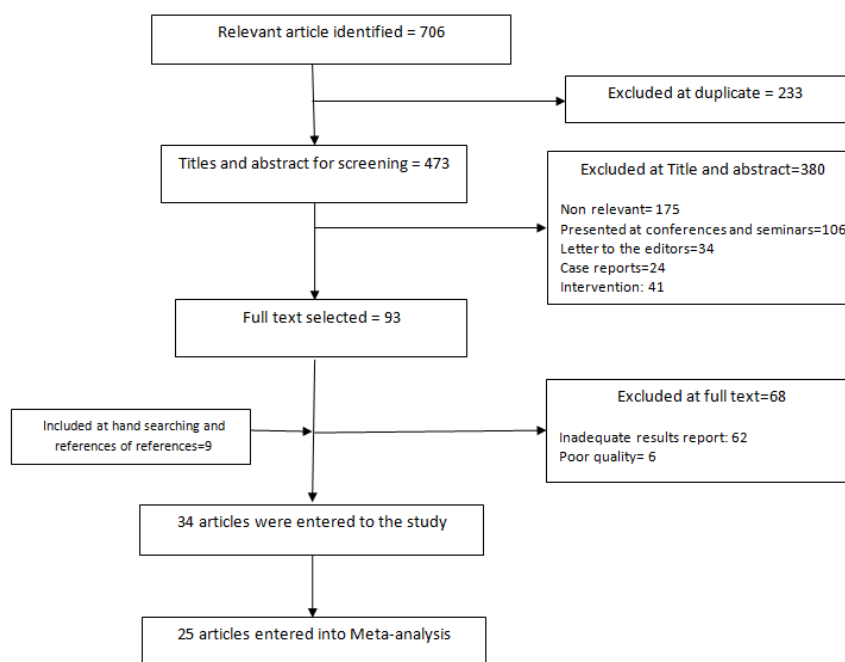 Relevant article identified = 706
Excluded at duplicate = 233
Titles and abstract for screening = 473
Excluded at Title and abstract=380
Non relevant= 175
Presented at conferences and seminars=106
Letter to the editors=34
Case reports=24
Intervention: 41
Full text selected = 93
Excluded at full text=68
Inadequate results report: 62
Poor quality= 6
Included at hand searching and
references of references=9
34 articles were entered to the study
25 articles entered into Meta-analysis